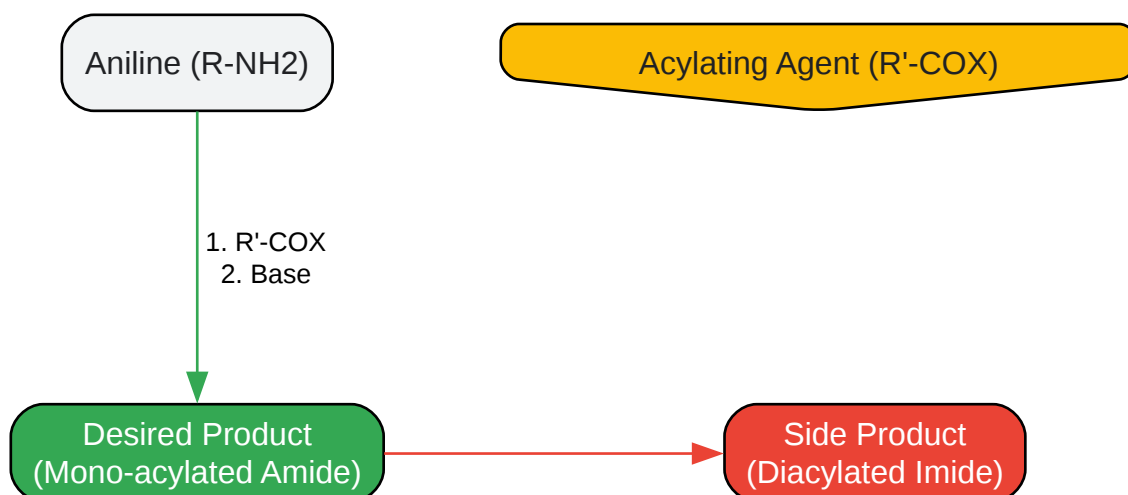 Aniline (R-NH2)
Acylating Agent (R'-COX)
1. R'-COX
2. Base
Desired Product
(Mono-acylated Amide)
Side Product
(Diacylated Imide)